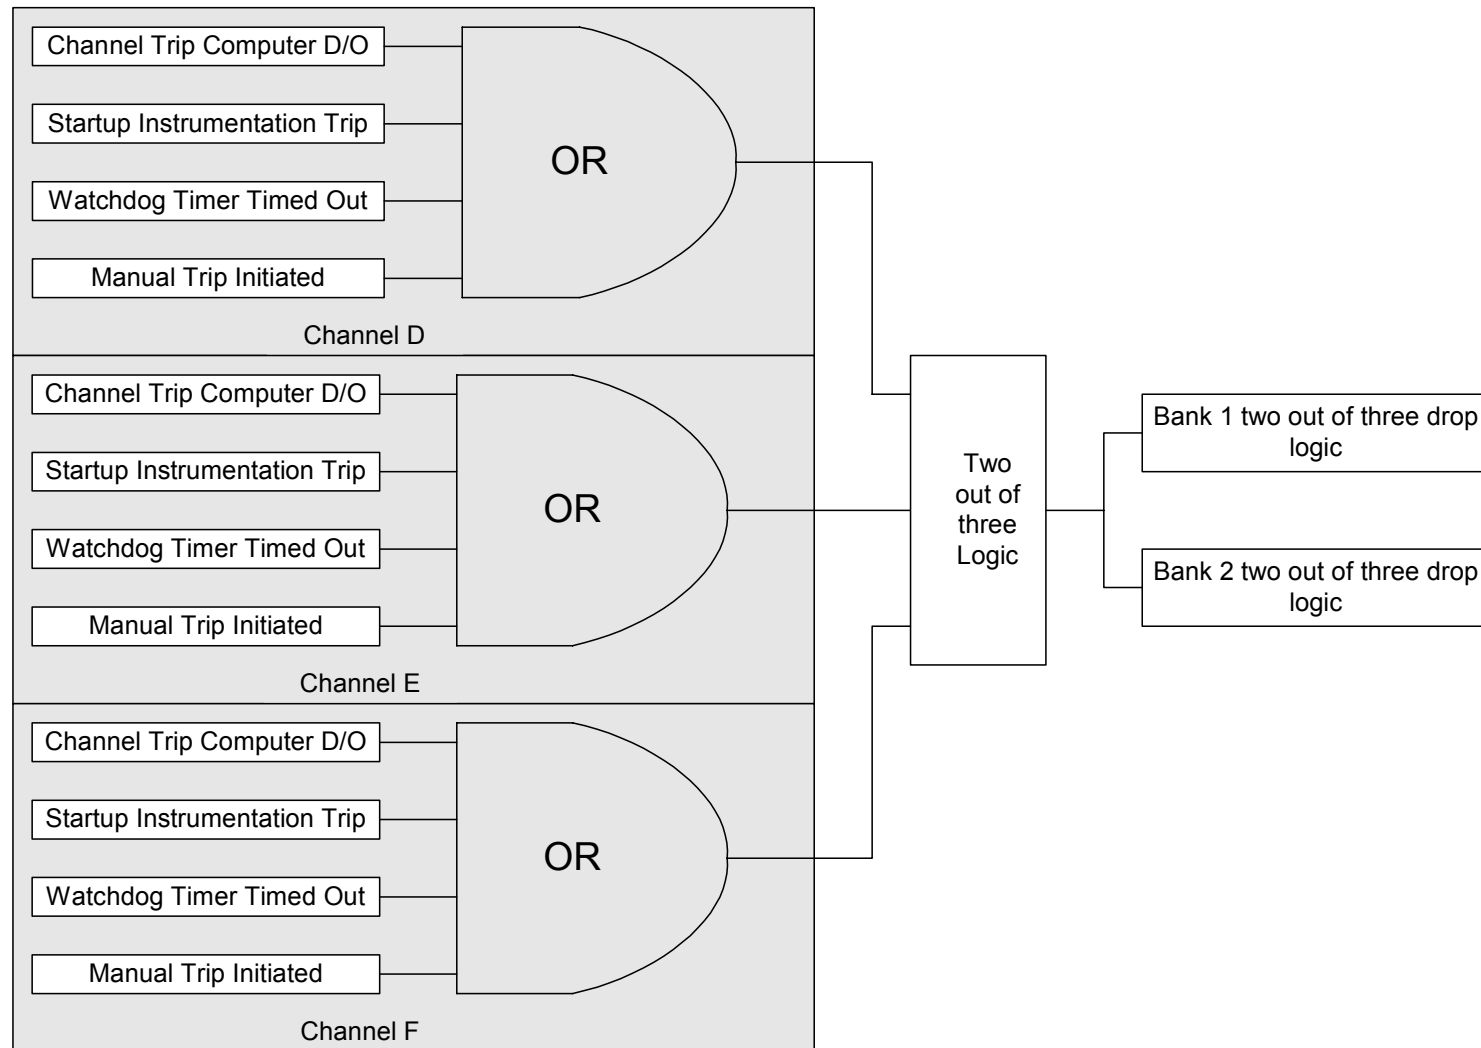 Channel Trip Computer D/O
Startup Instrumentation Trip
Watchdog Timer Timed Out
Manual Trip Initiated
OR
Channel D
Channel Trip Computer D/O
Startup Instrumentation Trip
Watchdog Timer Timed Out
Manual Trip Initiated
OR
Channel E
Channel Trip Computer D/O
Startup Instrumentation Trip
Watchdog Timer Timed Out
Manual Trip Initiated
OR
Channel F
Two
out of
three
Logic
Bank 1 two out of three drop
logic
Bank 2 two out of three drop
logic